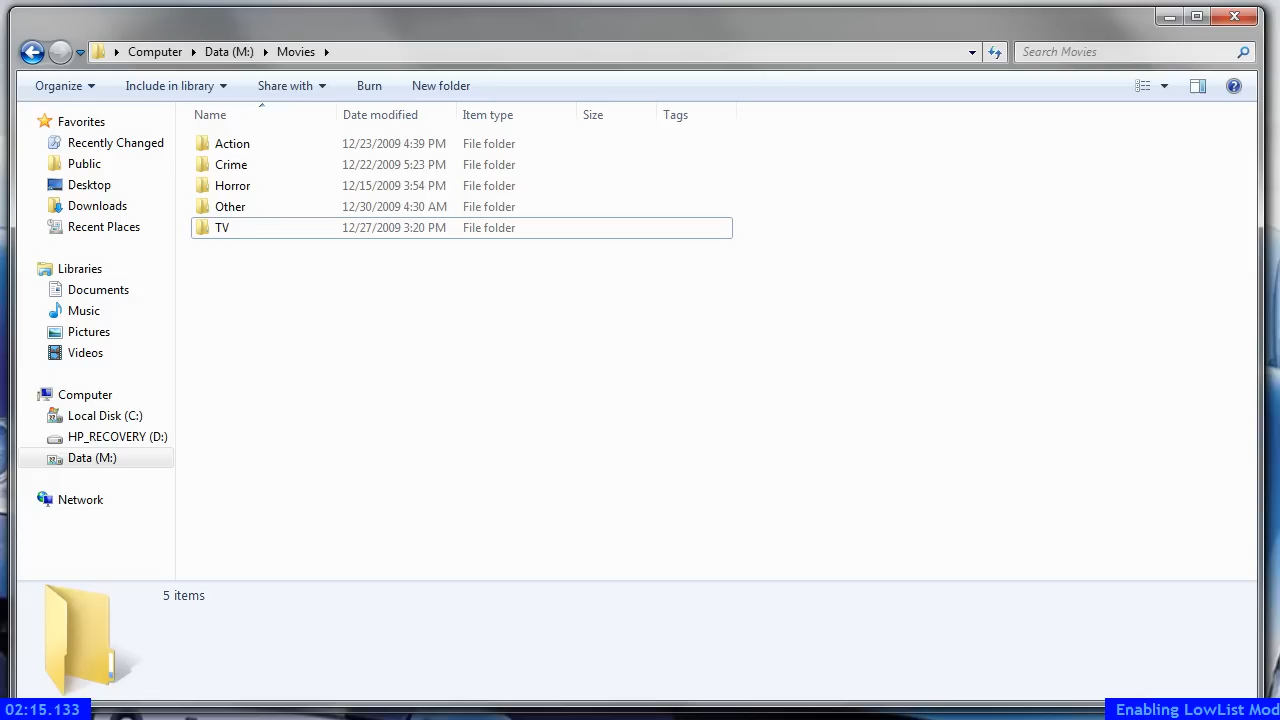 Computer Data (M:) Movies
Search Movies
Organize Include in library Share with Burn New folder
Favorites
Recently Changed
Public
Desktop
Downloads
Recent Places
Libraries
Documents
Music
Pictures
Videos
Computer
Local Disk (C:)
HP_RECOVERY (D:)
Data (M:)
Network
Name Date modified Item type Size Tags
Action 12/23/2009 4:39 PM File folder
Crime 12/22/2009 5:23 PM File folder
Horror 12/15/2009 3:54 PM File folder
Other 12/30/2009 4:30 AM File folder
TV 12/27/2009 3:20 PM File folder
5 items
02:15.133
Enabling LowList Mod